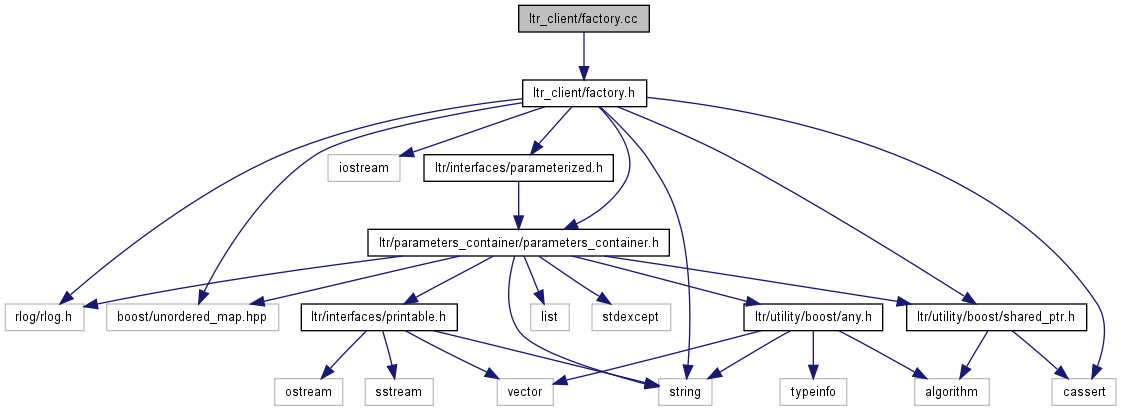 ltr_client/factory.cc
ltr_client/factory.h
iostream
ltr/interfaces/parameterized.h
ltr/parameters_container/parameters_container.h
rlog/rlog.h
boost/unordered_map.hpp
ltr/interfaces/printable.h
list
stdexcept
ltr/utility/boost/any.h
ltr/utility/boost/shared_ptr.h
ostream
sstream
vector
string
typeinfo
algorithm
cassert